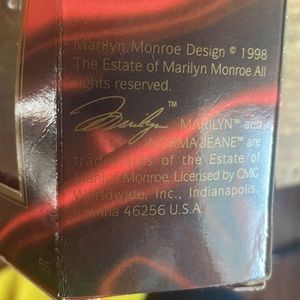 Marilyn Monroe Design © 1998
The Estate of Marilyn Monroe All
rights reserved.
Marilyn™
MARILYN™ and
NORMA JEANE™ are
trademarks of the Estate of
Marilyn Monroe. Licensed by CMG
Worldwide, Inc., Indianapolis,
Indiana 46256 U.S.A.